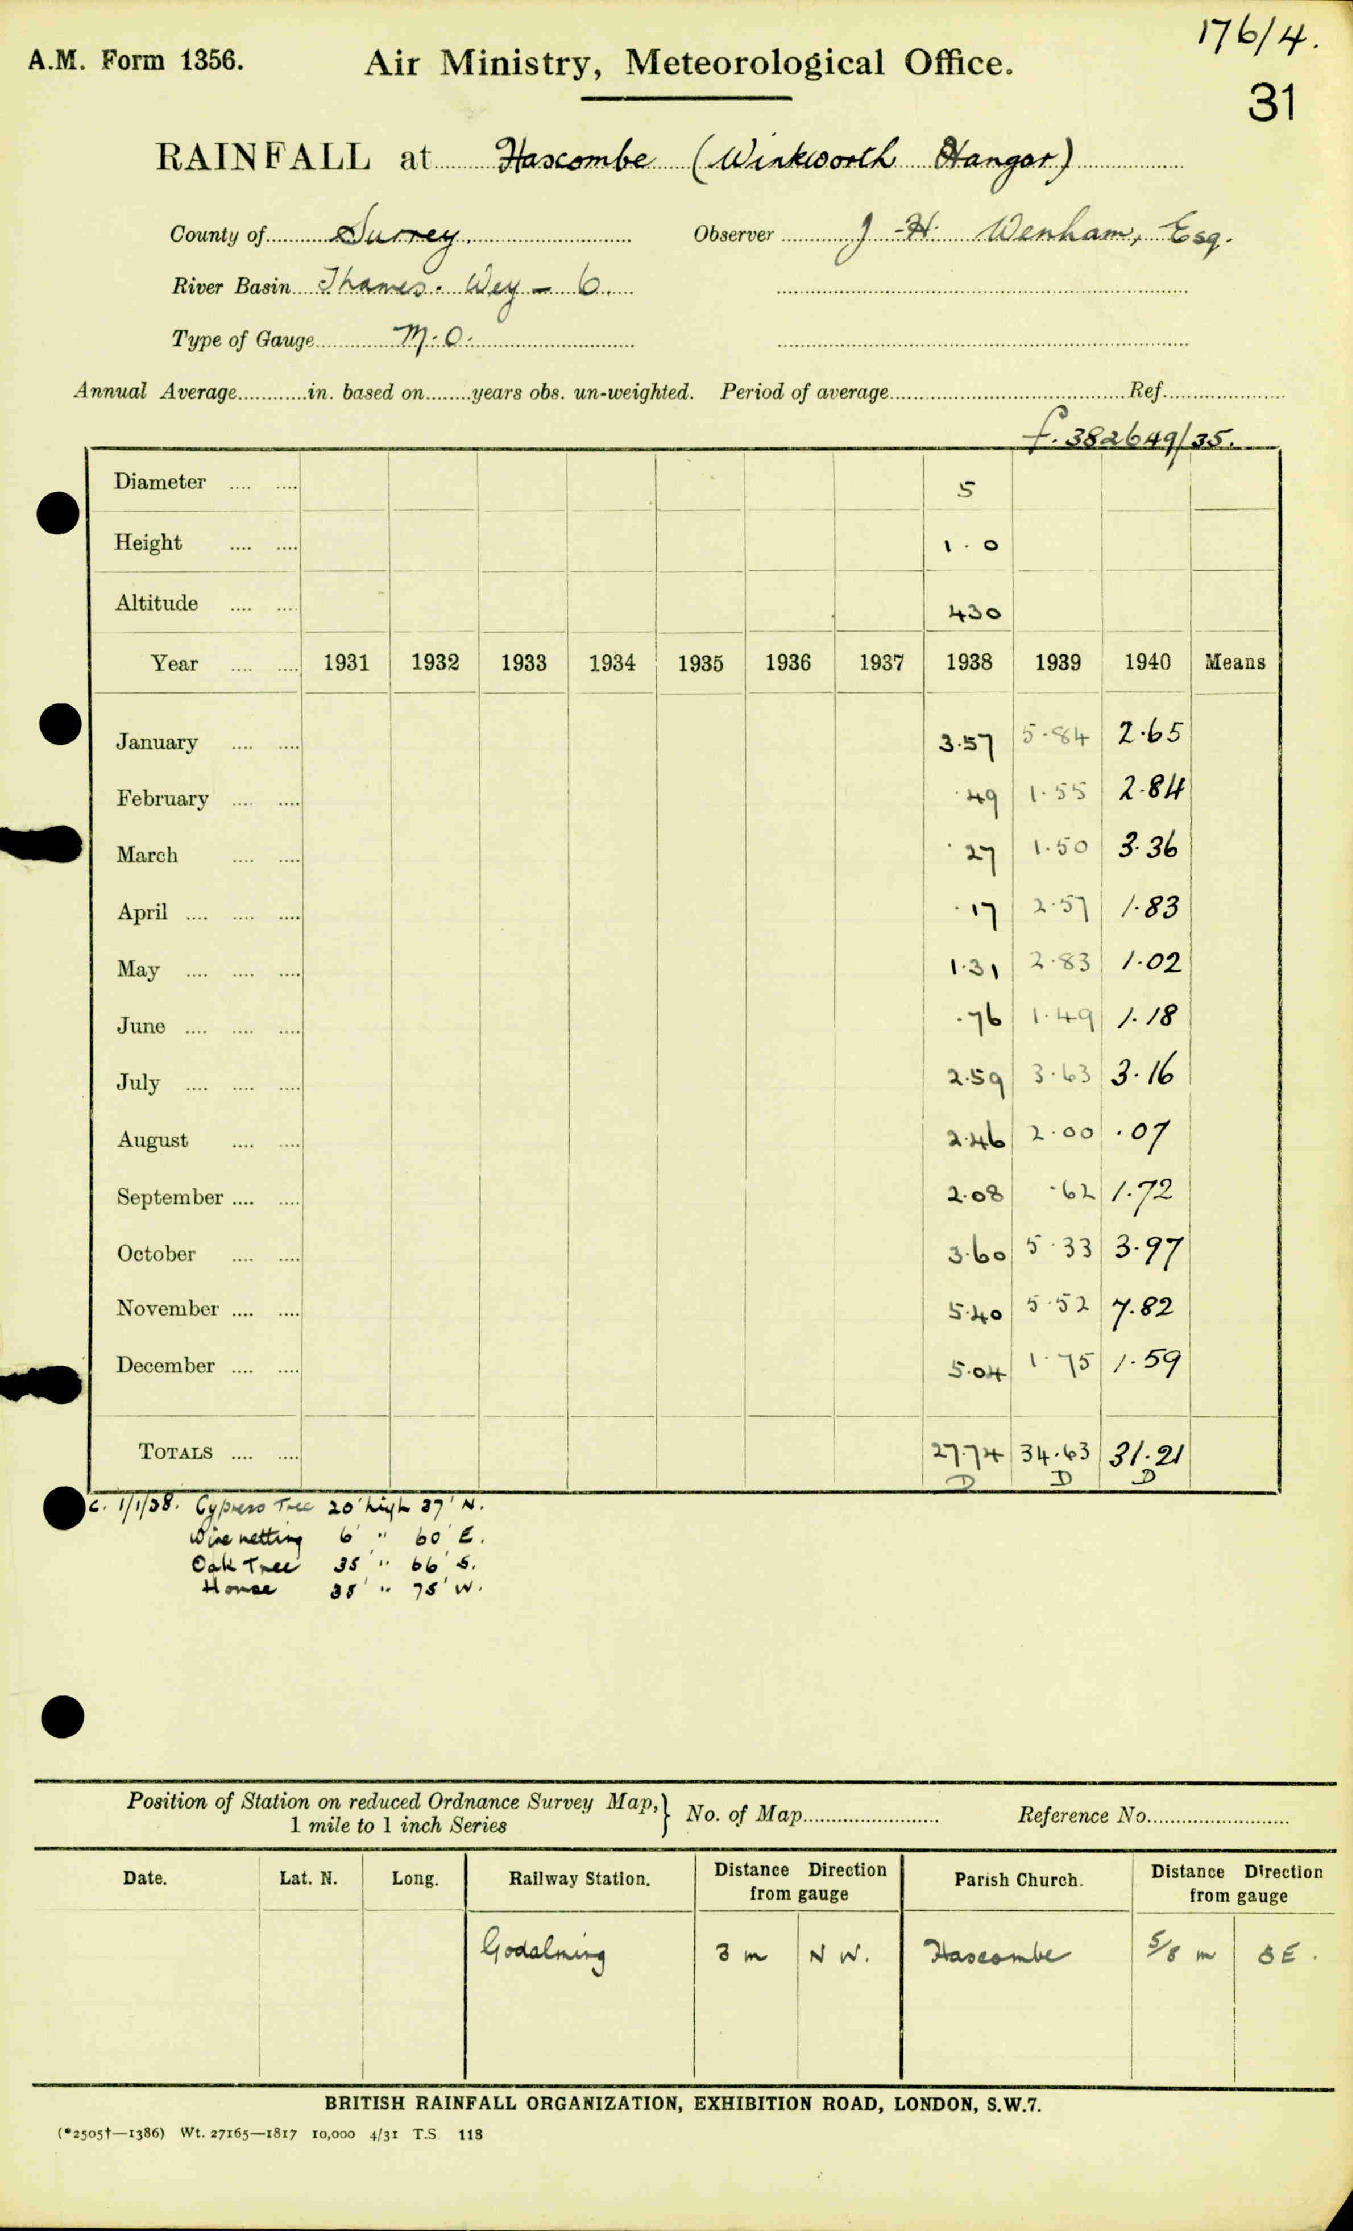 176/4.
A.M. Form 1356. Air Ministry, Meteorological Office.
31
RAINFALL at Hascombe (Winkworth Hangar)
County of Surrey. Observer J. H. Wenham, Esq.
River Basin Thames. Wey - 6.
Type of Gauge M.O.
Annual Average............in. based on........years obs. un-weighted. Period of average........................................Ref......................
f. 382649/35.
Diameter .... .... 5
Height .... .... 1.0
Altitude .... .... 430
Year .... .... 1931 1932 1933 1934 1935 1936 1937 1938 1939 1940 Means
January .... .... 3.57 5.84 2.65
February .... .... .49 1.55 2.84
March .... .... .27 1.50 3.36
April .... .... .... .17 2.57 1.83
May .... .... .... 1.31 2.83 1.02
June .... .... .... .76 1.49 1.18
July .... .... .... 2.59 3.63 3.16
August .... .... 2.46 2.00 .07
September .... .... 2.08 .62 1.72
October .... .... 3.60 5.33 3.97
November .... .... 5.40 5.52 7.82
December .... .... 5.04 1.75 1.59
TOTALS .... .... 27.74 34.63 31.21
D D D
c. 1/1/38. Cypress Tree 20' high 37' N.
Wire netting 6' " 60' E.
Oak Tree 35' " 66' S.
House 35' " 75' W.
Position of Station on reduced Ordnance Survey Map,} No. of Map........................ Reference No.........................
1 mile to 1 inch Series
Date. Lat. N. Long. Railway Station. Distance Direction from gauge Parish Church. Distance Direction from gauge
Godalming 3 m N W. Hascombe 5/8 m S E.
BRITISH RAINFALL ORGANIZATION, EXHIBITION ROAD, LONDON, S.W.7.
(*2505†—1386) Wt. 27165—1817 10,000 4/31 T.S. 118